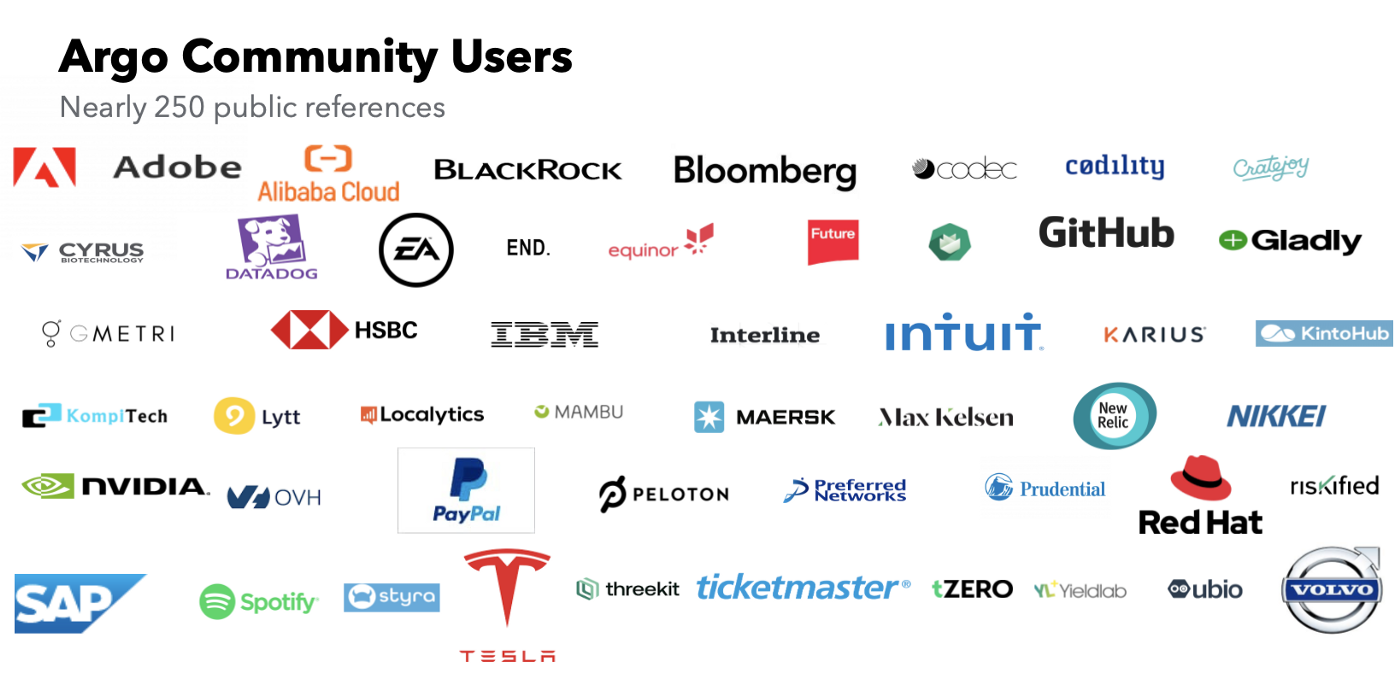 Argo Community Users
Nearly 250 public references
Adobe
Alibaba Cloud
BLACKROCK
Bloomberg
codec
cødility
Cratejoy
CYRUS
BIOTECHNOLOGY
DATADOG
EA
END.
equinor
Future
GitHub
Gladly
GMETRI
HSBC
IBM
Interline
INTUIT®
KARIUS®
KintoHub
KompiTech
Lytt
Localytics
MAMBU
MAERSK
Max Kelsen
New
Relic
NIKKEI
NVIDIA.
OVH
PayPal
PELOTON
Preferred
Networks
Prudential
Red Hat
riskified
SAP
Spotify®
styra
TESLA
threekit
ticketmaster®
tZERO
YL Yieldlab
ubio
VOLVO